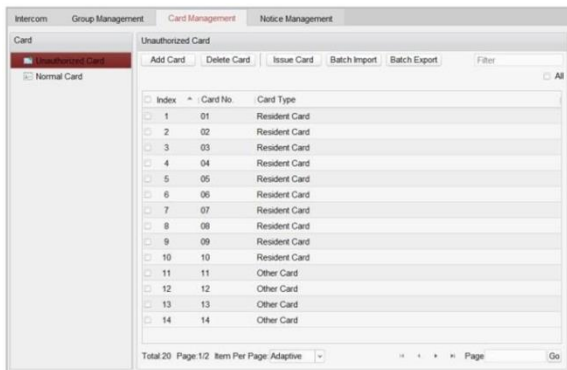 Intercom Group Management Card Management Notice Management
Card
Unauthorized Card
Normal Card
Unauthorized Card
Add Card Delete Card Issue Card Batch Import Batch Export Filter
All
Index Card No. Card Type
1 01 Resident Card
2 02 Resident Card
3 03 Resident Card
4 04 Resident Card
5 05 Resident Card
6 06 Resident Card
7 07 Resident Card
8 08 Resident Card
9 09 Resident Card
10 10 Resident Card
11 11 Other Card
12 12 Other Card
13 13 Other Card
14 14 Other Card
Total:20 Page:1/2 Item Per Page: Adaptive Page Go